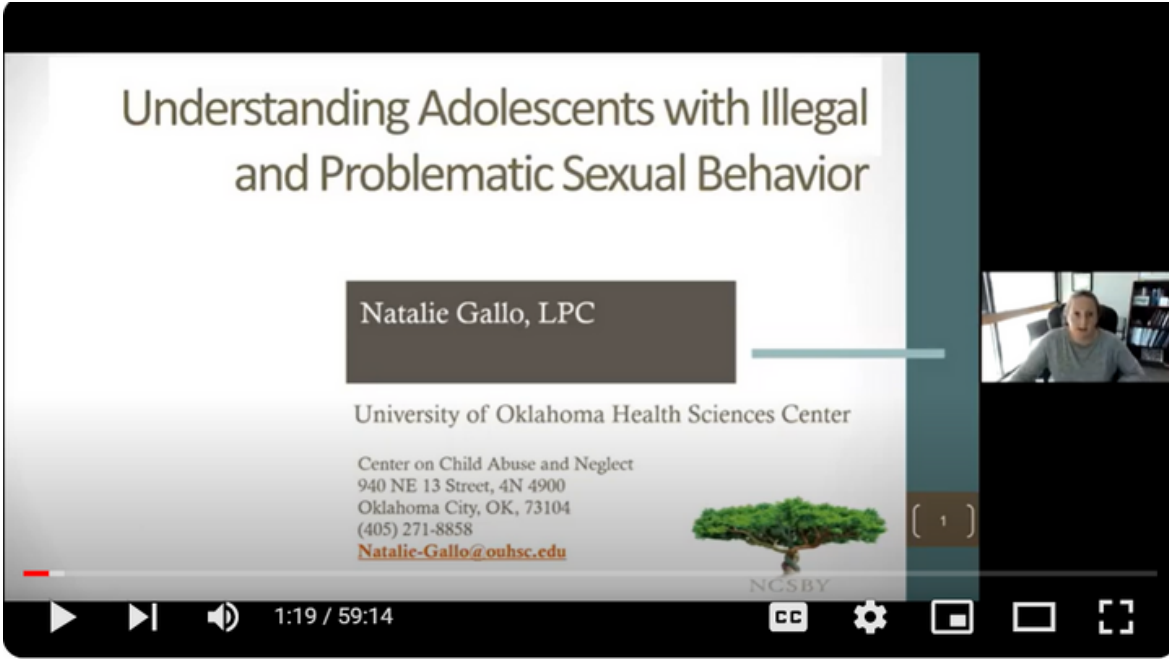 Understanding Adolescents with Illegal
and Problematic Sexual Behavior
Natalie Gallo, LPC
University of Oklahoma Health Sciences Center
Center on Child Abuse and Neglect
940 NE 13 Street, 4N 4900
Oklahoma City, OK, 73104
(405) 271-8858
Natalie-Gallo@ouhsc.edu
1
NCSBY
1:19 / 59:14
CC